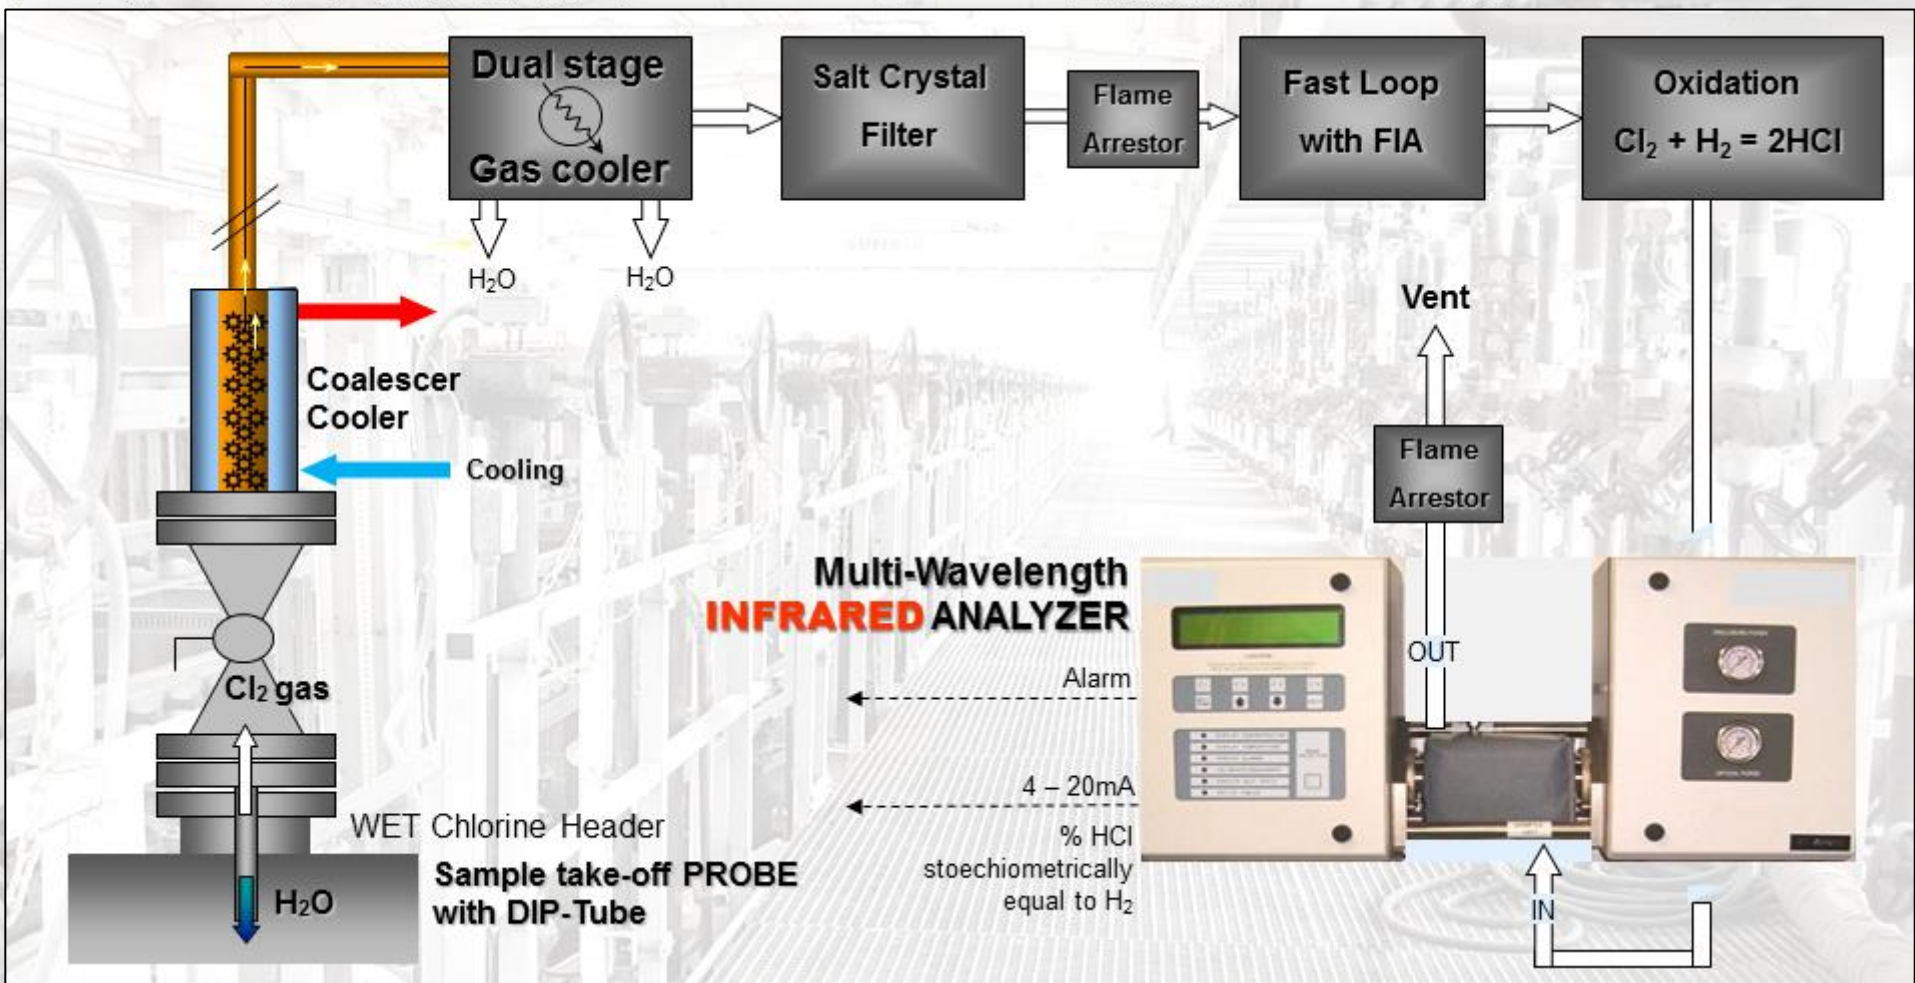 Dual stage
Gas cooler
Salt Crystal
Filter
Flame
Arrestor
Fast Loop
with FIA
Oxidation
Cl₂ + H₂ = 2HCl
H₂O
H₂O
Vent
Coalescer
Cooler
Cooling
Flame
Arrestor
Multi-Wavelength
INFRARED ANALYZER
OUT
Alarm
Cl₂ gas
4 – 20mA
% HCl
stoechiometrically
equal to H₂
WET Chlorine Header
Sample take-off PROBE
with DIP-Tube
H₂O
IN